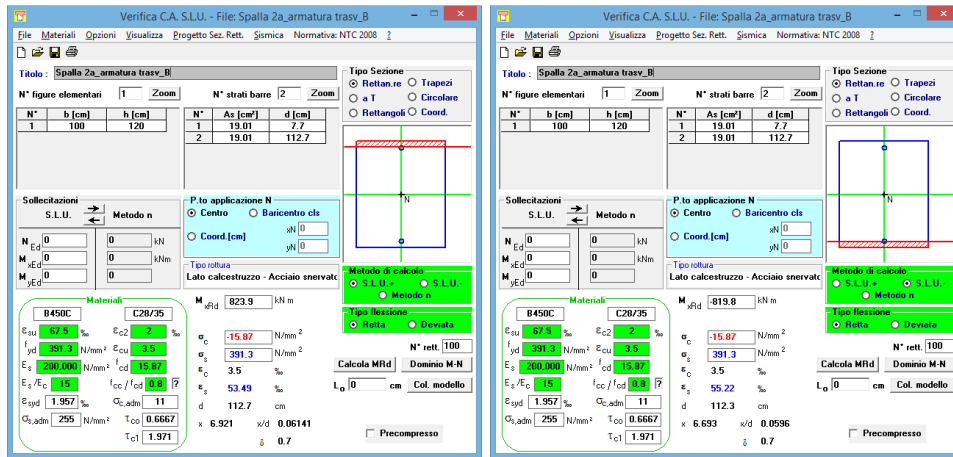 Verifica C.A. S.L.U. - File: Spalla 2a_armatura trasv_B
File Materiali Opzioni Visualizza Progetto Sez. Rett. Sismica Normativa: NTC 2008 ?
Titolo : Spalla 2a_armatura trasv_B
N° figure elementari 1 Zoom N° strati barre 2 Zoom
N° b [cm] h [cm]
1 100 120
N° As [cm²] d [cm]
1 19.01 7.7
2 19.01 112.7
Tipo Sezione
Rettan.re Trapezi
a T Circolare
Rettangoli Coord.
N
Sollecitazioni
S.L.U. Metodo n
N Ed 0 0 kN
M xEd 0 0 kNm
M yEd 0 0
P.to applicazione N
Centro Baricentro cls
Coord.[cm] xN 0
yN 0
Tipo rottura
Lato calcestruzzo - Acciaio snervato
Metodo di calcolo
S.L.U.+ S.L.U.-
Metodo n
Tipo flessione
Retta Deviata
N° rett. 100
Calcola MRd Dominio M-N
L₀ 0 cm Col. modello
Precompresso
Materiali
B450C C28/35
εsu 67.5 ‰ εc2 2 ‰
fyd 391.3 N/mm² εcu 3.5
Es 200,000 N/mm² fcd 15.87
Es/Ec 15 fcc/fcd 0.8 ?
εsyd 1.957 ‰ σc,adm 11
σs,adm 255 N/mm² τco 0.6667
τc1 1.971
M xRd 823.9 kN m
σc -15.87 N/mm²
σs 391.3 N/mm²
εc 3.5 ‰
εs 53.49 ‰
d 112.7 cm
x 6.921 x/d 0.06141
δ 0.7
Verifica C.A. S.L.U. - File: Spalla 2a_armatura trasv_B
File Materiali Opzioni Visualizza Progetto Sez. Rett. Sismica Normativa: NTC 2008 ?
Titolo : Spalla 2a_armatura trasv_B
N° figure elementari 1 Zoom N° strati barre 2 Zoom
N° b [cm] h [cm]
1 100 120
N° As [cm²] d [cm]
1 19.01 7.7
2 19.01 112.7
Tipo Sezione
Rettan.re Trapezi
a T Circolare
Rettangoli Coord.
N
Sollecitazioni
S.L.U. Metodo n
N Ed 0 0 kN
M xEd 0 0 kNm
M yEd 0 0
P.to applicazione N
Centro Baricentro cls
Coord.[cm] xN 0
yN 0
Tipo rottura
Lato calcestruzzo - Acciaio snervato
Metodo di calcolo
S.L.U.+ S.L.U.-
Metodo n
Tipo flessione
Retta Deviata
N° rett. 100
Calcola MRd Dominio M-N
L₀ 0 cm Col. modello
Precompresso
Materiali
B450C C28/35
εsu 67.5 ‰ εc2 2 ‰
fyd 391.3 N/mm² εcu 3.5
Es 200,000 N/mm² fcd 15.87
Es/Ec 15 fcc/fcd 0.8 ?
εsyd 1.957 ‰ σc,adm 11
σs,adm 255 N/mm² τco 0.6667
τc1 1.971
M xRd -819.8 kN m
σc -15.87 N/mm²
σs 391.3 N/mm²
εc 3.5 ‰
εs 55.22 ‰
d 112.3 cm
x 6.693 x/d 0.0596
δ 0.7